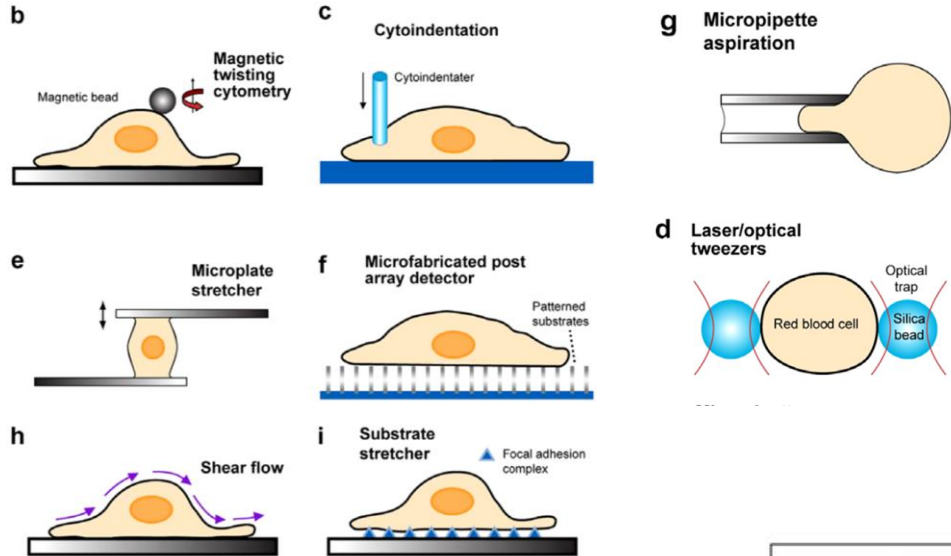 b
Magnetic
twisting
cytometry
Magnetic bead
c
Cytoindentation
Cytoindentater
g
Micropipette
aspiration
e
Microplate
stretcher
f
Microfabricated post
array detector
Patterned
substrates
d
Laser/optical
tweezers
Optical
trap
Red blood cell
Silica
bead
h
Shear flow
i
Substrate
stretcher
Focal adhesion
complex